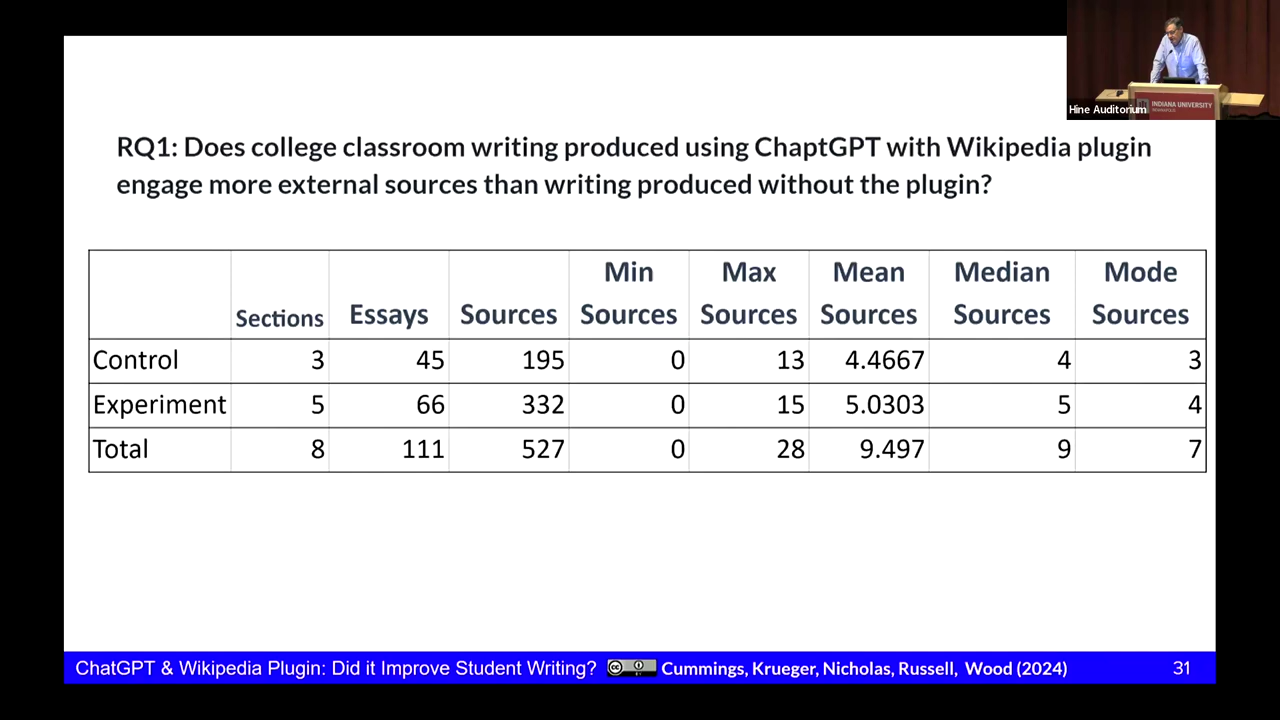 Hine Auditorium
INDIANA UNIVERSITY
RQ1: Does college classroom writing produced using ChaptGPT with Wikipedia plugin
engage more external sources than writing produced without the plugin?
Sections Essays Sources Min Sources Max Sources Mean Sources Median Sources Mode Sources
Control 3 45 195 0 13 4.4667 4 3
Experiment 5 66 332 0 15 5.0303 5 4
Total 8 111 527 0 28 9.497 9 7
ChatGPT & Wikipedia Plugin: Did it Improve Student Writing? Cummings, Krueger, Nicholas, Russell, Wood (2024) 31